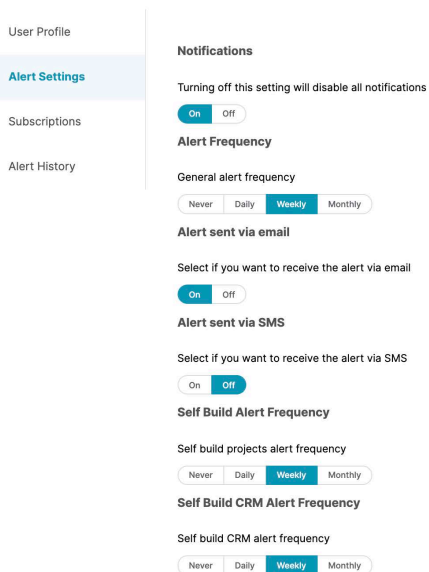 User Profile
Alert Settings
Subscriptions
Alert History
Notifications
Turning off this setting will disable all notifications
On Off
Alert Frequency
General alert frequency
Never Daily Weekly Monthly
Alert sent via email
Select if you want to receive the alert via email
On Off
Alert sent via SMS
Select if you want to receive the alert via SMS
On Off
Self Build Alert Frequency
Self build projects alert frequency
Never Daily Weekly Monthly
Self Build CRM Alert Frequency
Self build CRM alert frequency
Never Daily Weekly Monthly